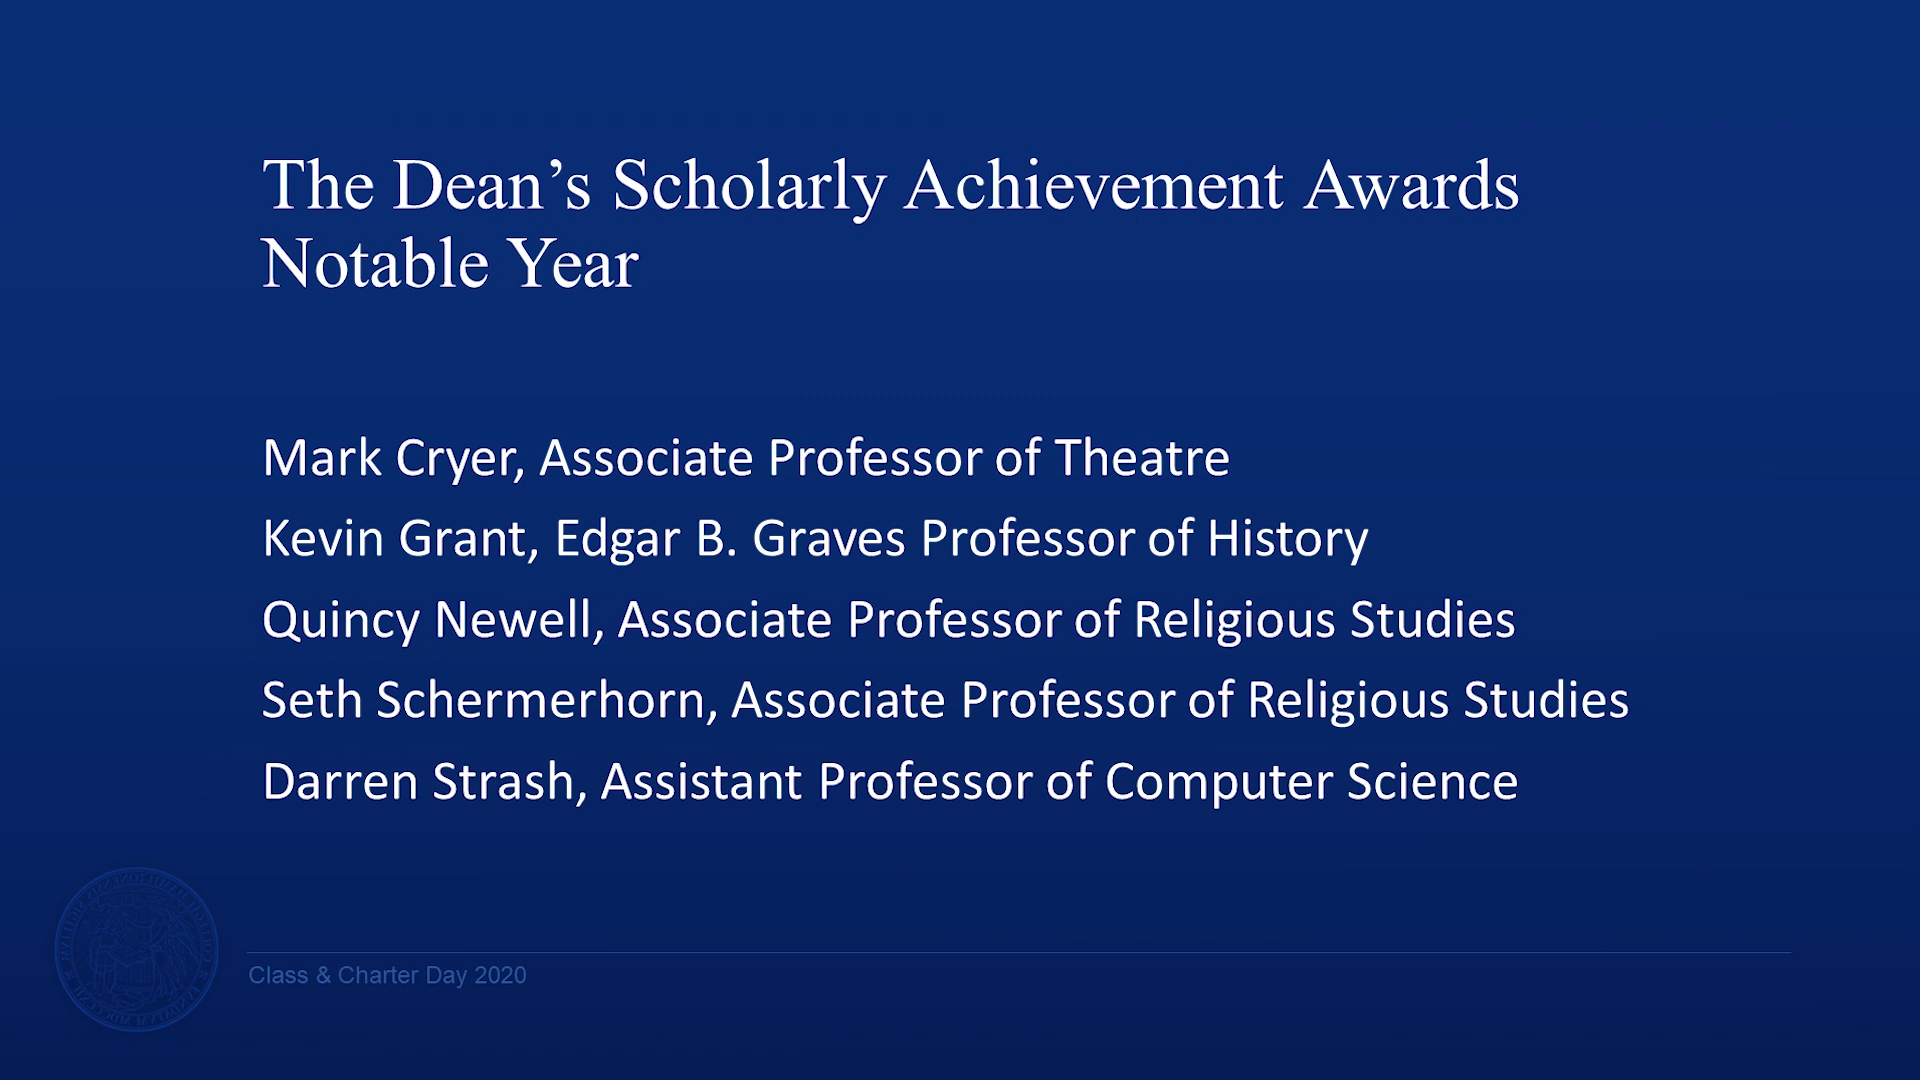 The Dean’s Scholarly Achievement Awards
Notable Year
Mark Cryer, Associate Professor of Theatre
Kevin Grant, Edgar B. Graves Professor of History
Quincy Newell, Associate Professor of Religious Studies
Seth Schermerhorn, Associate Professor of Religious Studies
Darren Strash, Assistant Professor of Computer Science
Class & Charter Day 2020